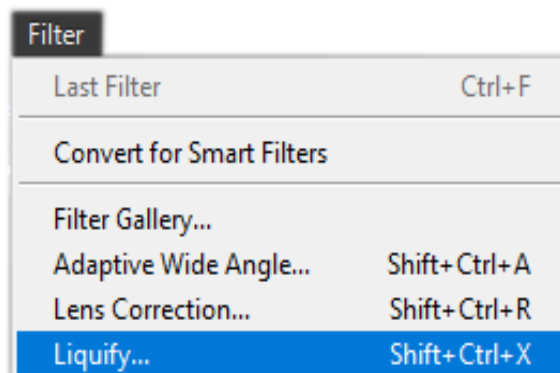 Filter
Last Filter Ctrl+F
Convert for Smart Filters
Filter Gallery...
Adaptive Wide Angle... Shift+Ctrl+A
Lens Correction... Shift+Ctrl+R
Liquify... Shift+Ctrl+X